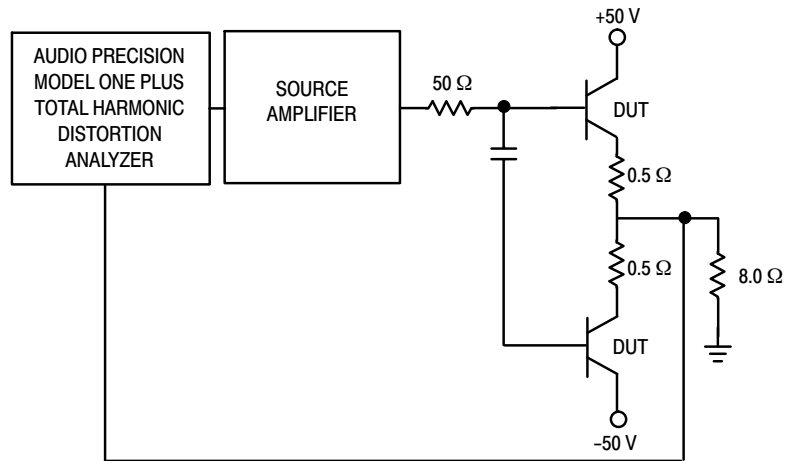 +50 V
AUDIO PRECISION
MODEL ONE PLUS
TOTAL HARMONIC
DISTORTION
ANALYZER
SOURCE
AMPLIFIER
50 Ω
DUT
0.5 Ω
0.5 Ω
8.0 Ω
DUT
–50 V